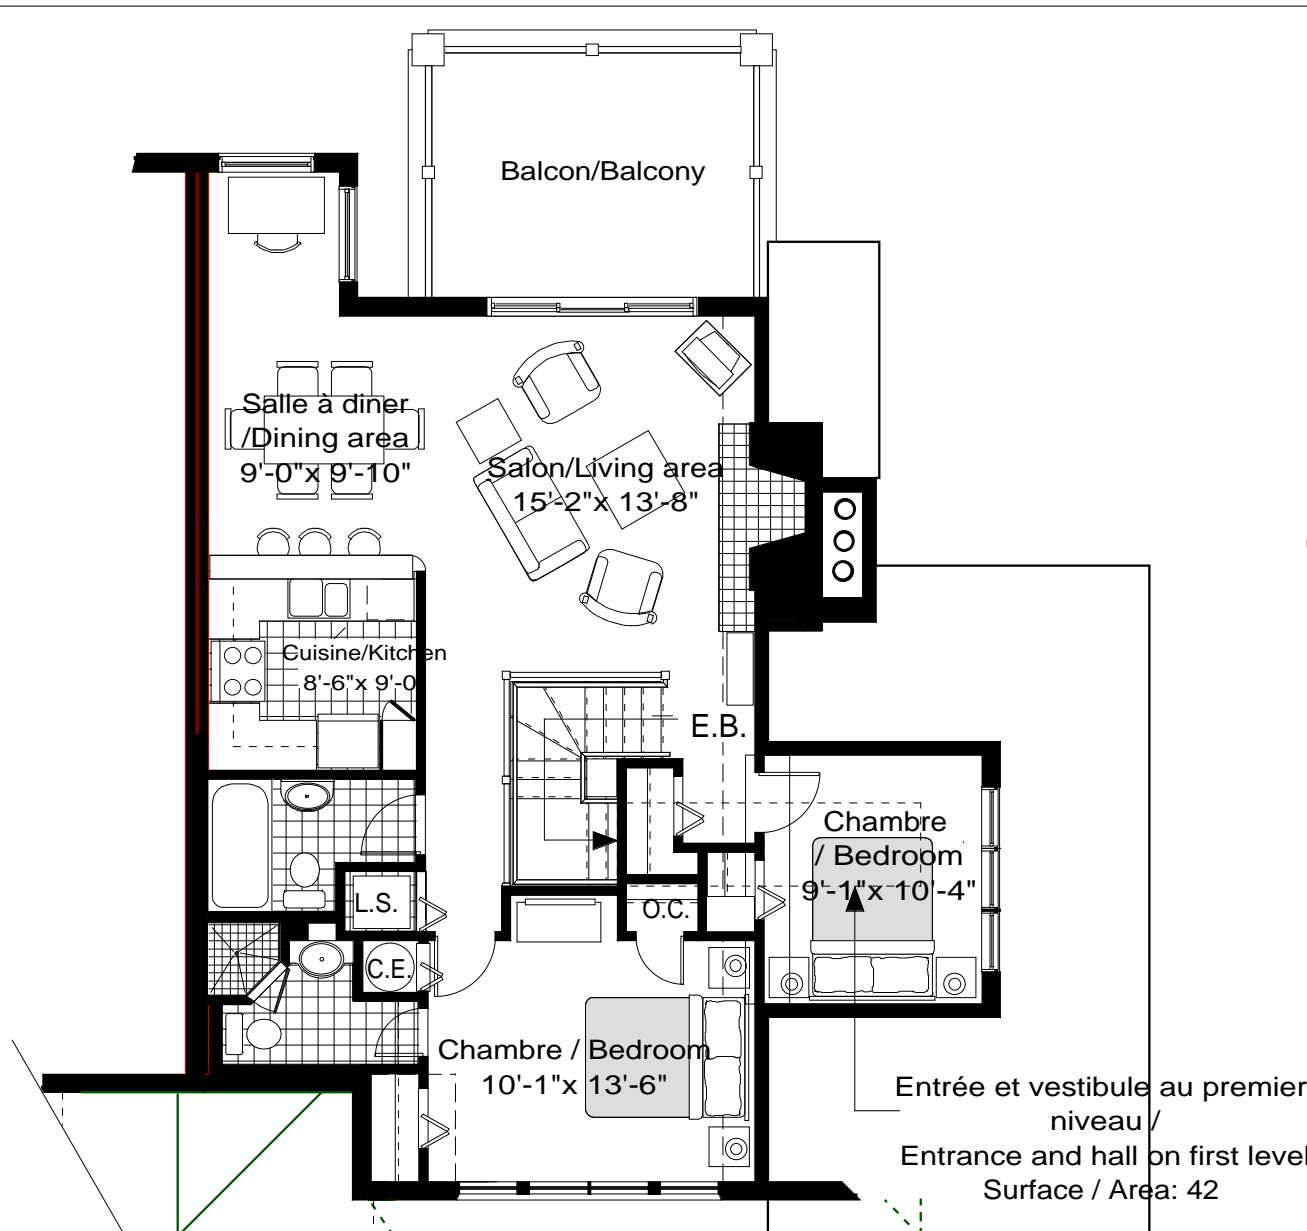 Balcon/Balcony
Salle à diner
/Dining area
9'-0"x 9'-10"
Salon/Living area
15'-2"x 13'-8"
Cuisine/Kitchen
8'-6"x 9'-0
E.B.
Chambre
/ Bedroom
9'-1"x 10'-4"
L.S.
O.C.
C.E.
Chambre / Bedroom
10'-1"x 13'-6"
Entrée et vestibule au premier
niveau /
Entrance and hall on first level
Surface / Area: 42